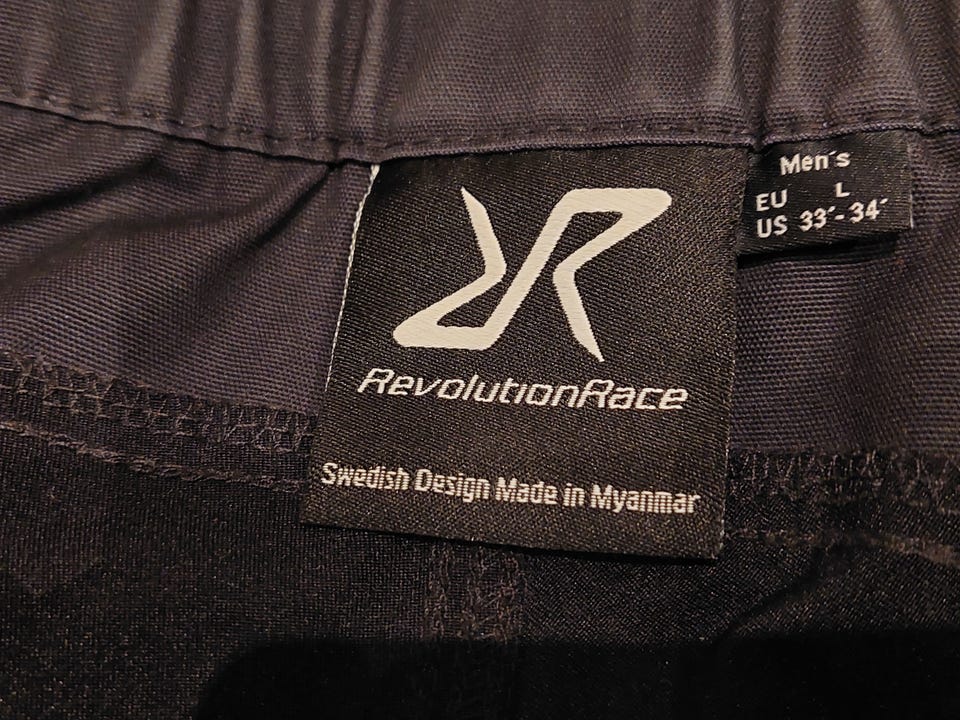 Men´s
EU L
US 33´- 34´
RevolutionRace
Swedish Design Made in Myanmar